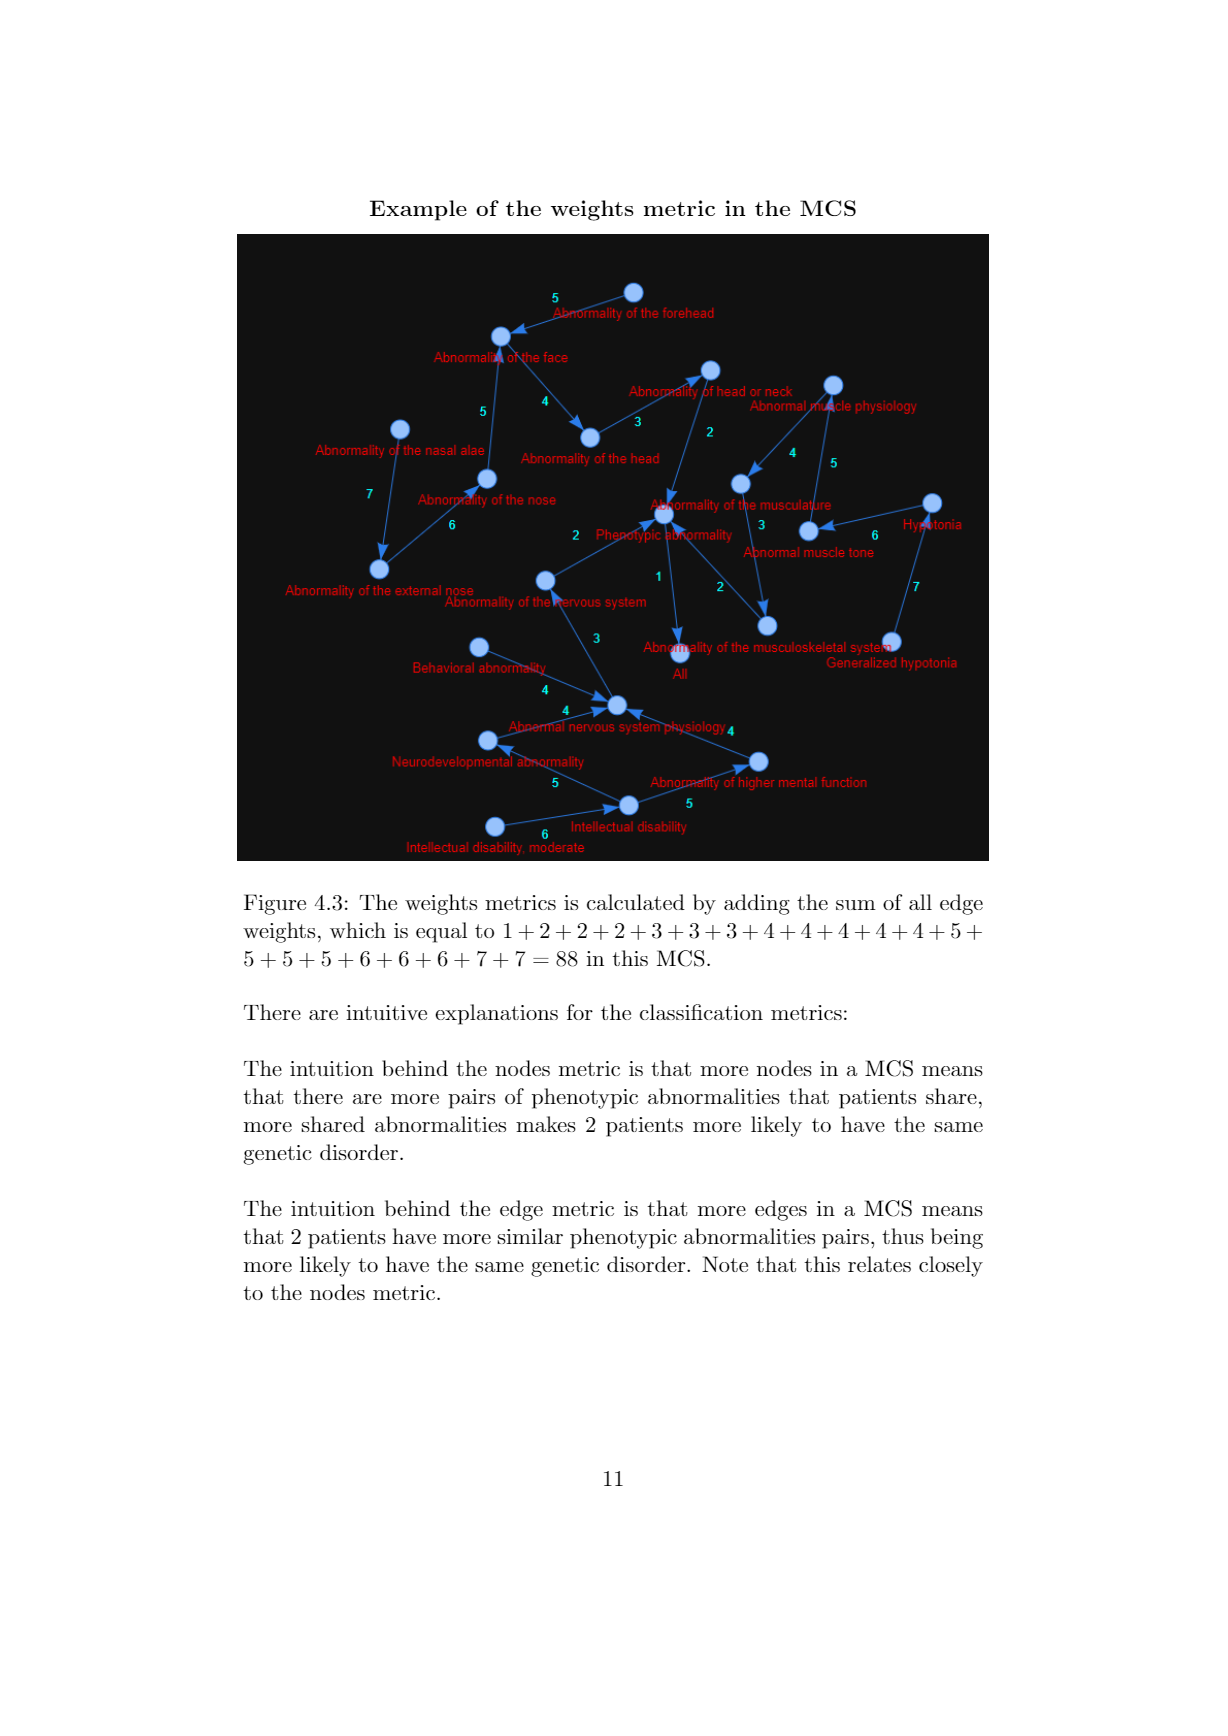 Example of the weights metric in the MCS
5
Abnormality of the forehead
Abnormality of the face
Abnormality of head or neck
4
Abnormal muscle physiology
5
3
2
Abnormality of the nasal alae
Abnormality of the head
4
5
7
Abnormality of the nose
Abnormality of the musculature
6
3
Hypotonia
2
Phenotypic abnormality
6
Abnormal muscle tone
1
2
7
Abnormality of the external nose
Abnormality of the nervous system
3
Abnormality of the musculoskeletal system
Behavioral abnormality
All
Generalized hypotonia
4
4
Abnormal nervous system physiology
4
Neurodevelopmental abnormality
5
Abnormality of higher mental function
5
6
Intellectual disability
Intellectual disability, moderate
Figure 4.3: The weights metrics is calculated by adding the sum of all edge
weights, which is equal to 1 + 2 + 2 + 2 + 3 + 3 + 3 + 4 + 4 + 4 + 4 + 4 + 5 +
5 + 5 + 5 + 6 + 6 + 6 + 7 + 7 = 88 in this MCS.
There are intuitive explanations for the classification metrics:
The intuition behind the nodes metric is that more nodes in a MCS means
that there are more pairs of phenotypic abnormalities that patients share,
more shared abnormalities makes 2 patients more likely to have the same
genetic disorder.
The intuition behind the edge metric is that more edges in a MCS means
that 2 patients have more similar phenotypic abnormalities pairs, thus being
more likely to have the same genetic disorder. Note that this relates closely
to the nodes metric.
11